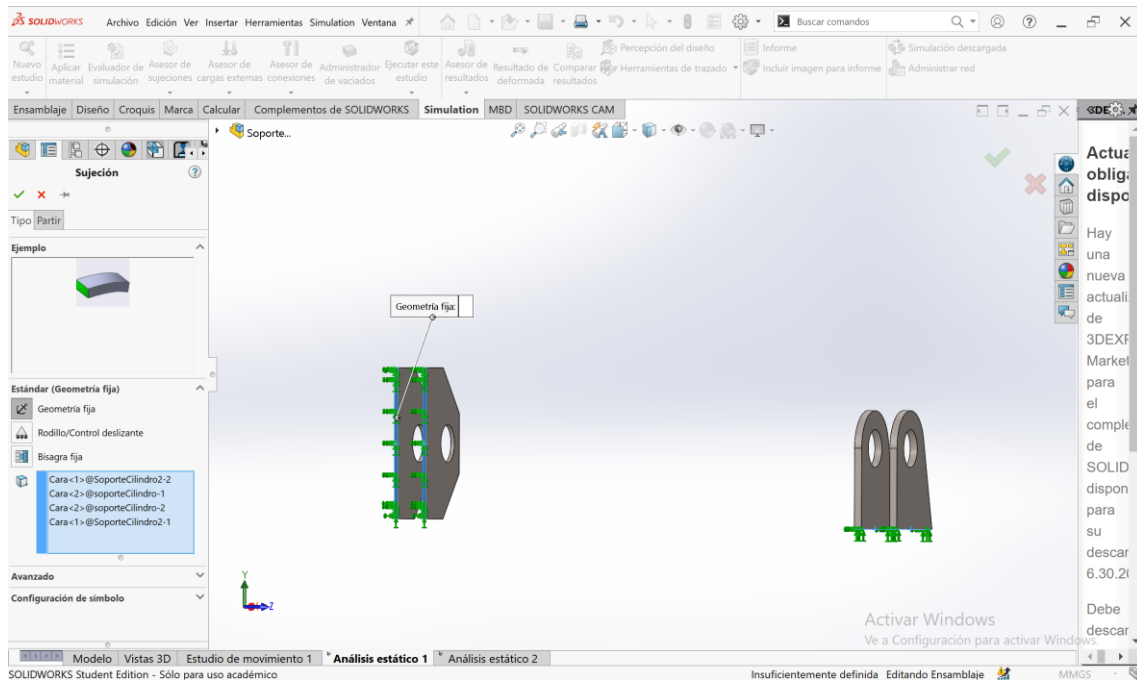 SOLIDWORKS
Archivo Edición Ver Insertar Herramientas Simulation Ventana
Buscar comandos
Nuevo estudio
Aplicar material
Evaluador de simulación
Asesor de sujeciones
Asesor de cargas externas
Asesor de conexiones
Administrador de vaciados
Ejecutar este estudio
Asesor de resultados
Resultado de deformada
Comparar resultados
Percepción del diseño
Herramientas de trazado
Informe
Incluir imagen para informe
Simulación descargada
Administrar red
Ensamblaje Diseño Croquis Marca Calcular Complementos de SOLIDWORKS Simulation MBD SOLIDWORKS CAM
Soporte...
Sujeción
Tipo Partir
Ejemplo
Estándar (Geometría fija)
Geometría fija
Rodillo/Control deslizante
Bisagra fija
Cara<1>@SoporteCilindro2-2
Cara<2>@soporteCilindro-1
Cara<2>@soporteCilindro-2
Cara<1>@SoporteCilindro2-1
Avanzado
Configuración de símbolo
Geometría fija:
Y
Z
Actua
obliga
dispo
Hay
una
nueva
actuali
de
3DEXP
Market
para
el
comple
de
SOLID
dispon
para
su
descar
6.30.20
Debe
descar
Activar Windows
Ve a Configuración para activar Windows.
Modelo Vistas 3D Estudio de movimiento 1 Análisis estático 1 Análisis estático 2
SOLIDWORKS Student Edition - Sólo para uso académico
Insuficientemente definida Editando Ensamblaje
MMGS